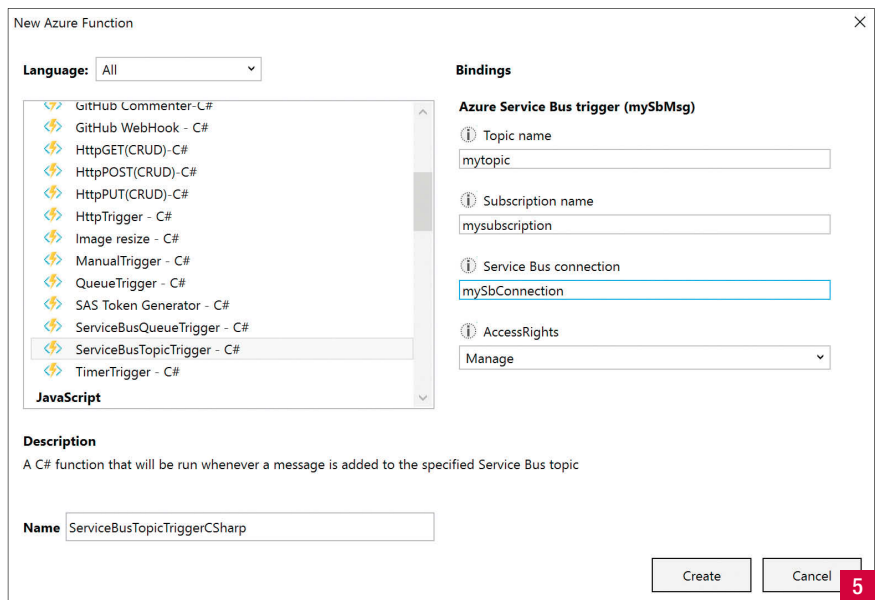 New Azure Function
Language: All
GitHub Commenter-C#
GitHub WebHook - C#
HttpGET(CRUD)-C#
HttpPOST(CRUD)-C#
HttpPUT(CRUD)-C#
HttpTrigger - C#
Image resize - C#
ManualTrigger - C#
QueueTrigger - C#
SAS Token Generator - C#
ServiceBusQueueTrigger - C#
ServiceBusTopicTrigger - C#
TimerTrigger - C#
JavaScript
Bindings
Azure Service Bus trigger (mySbMsg)
Topic name
mytopic
Subscription name
mysubscription
Service Bus connection
mySbConnection
AccessRights
Manage
Description
A C# function that will be run whenever a message is added to the specified Service Bus topic
Name ServiceBusTopicTriggerCSharp
Create Cancel
5